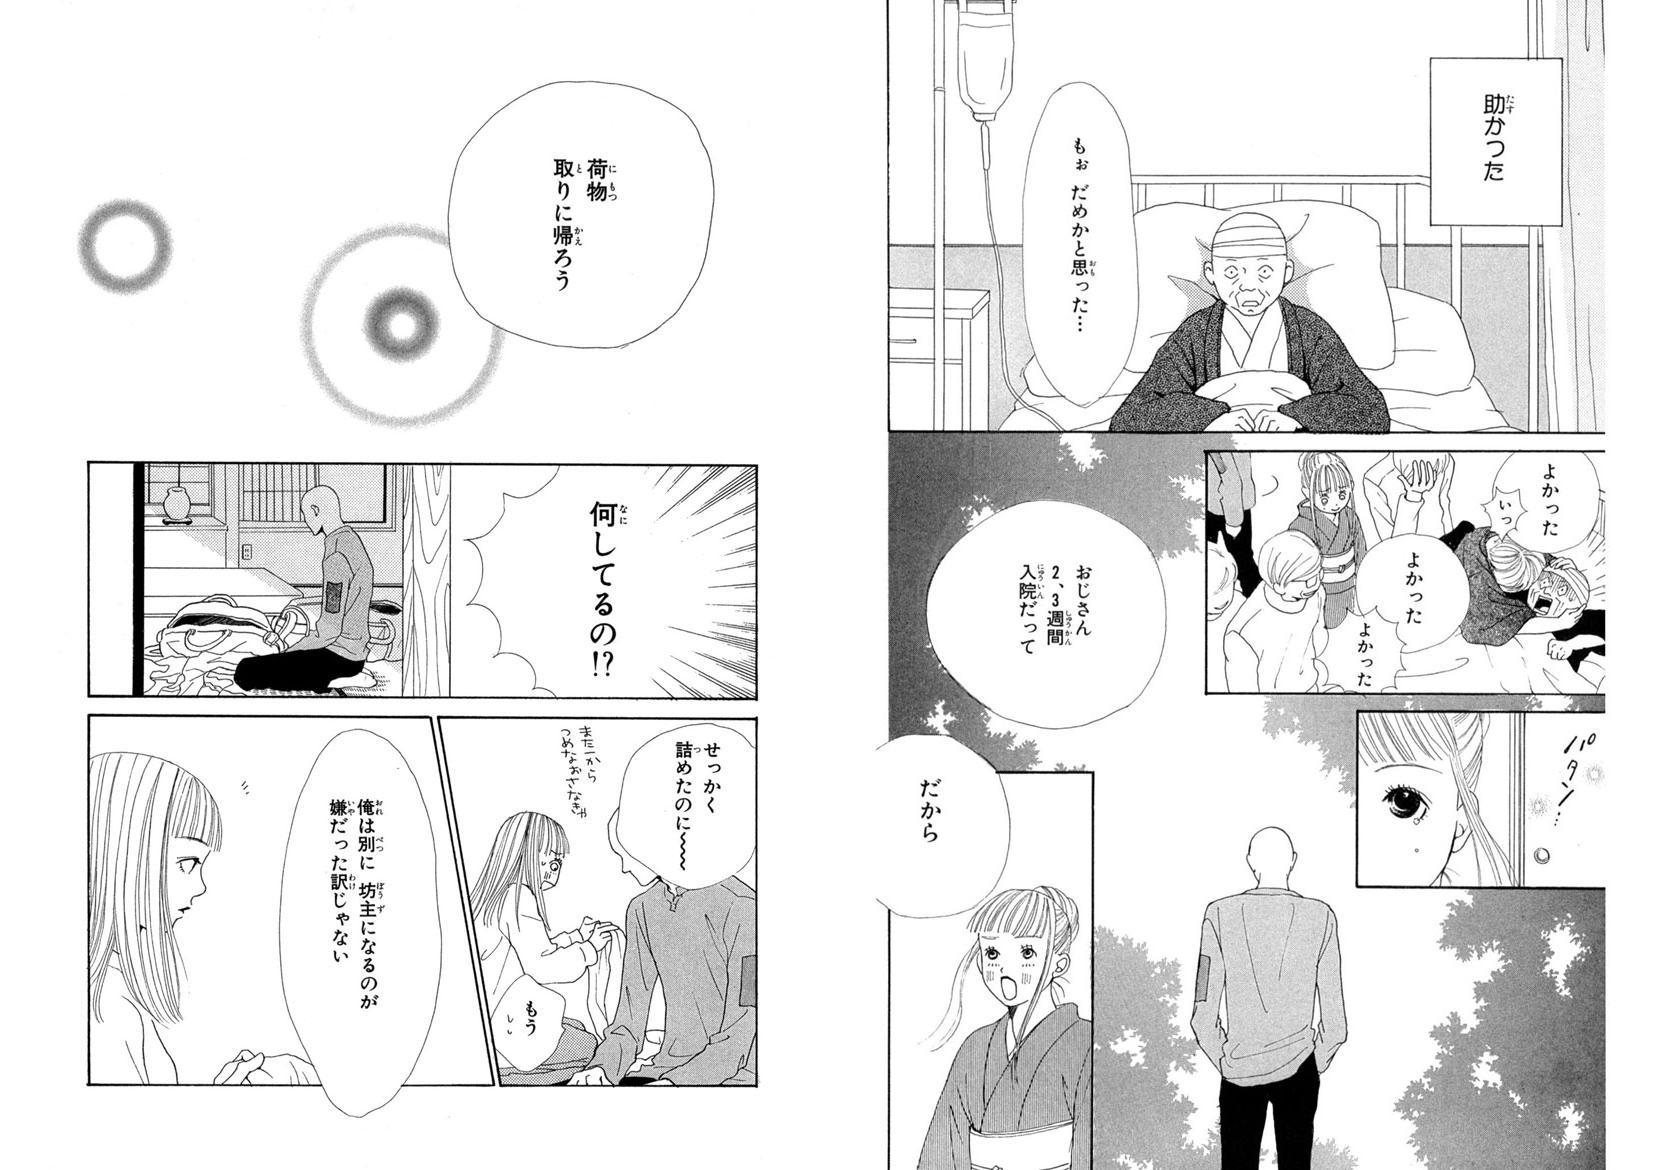 助かった
もぉ だめかと思った…
よかった
いっ
よかった
よかった
おじさん
2、3週間
入院だって
バタン…
だから
荷物
取りに帰ろう
何してるの!?
せっかく
詰めたのに〜〜〜
また一から
つめなおさなきゃ
もう
俺は別に 坊主になるのが
嫌だった訳じゃない